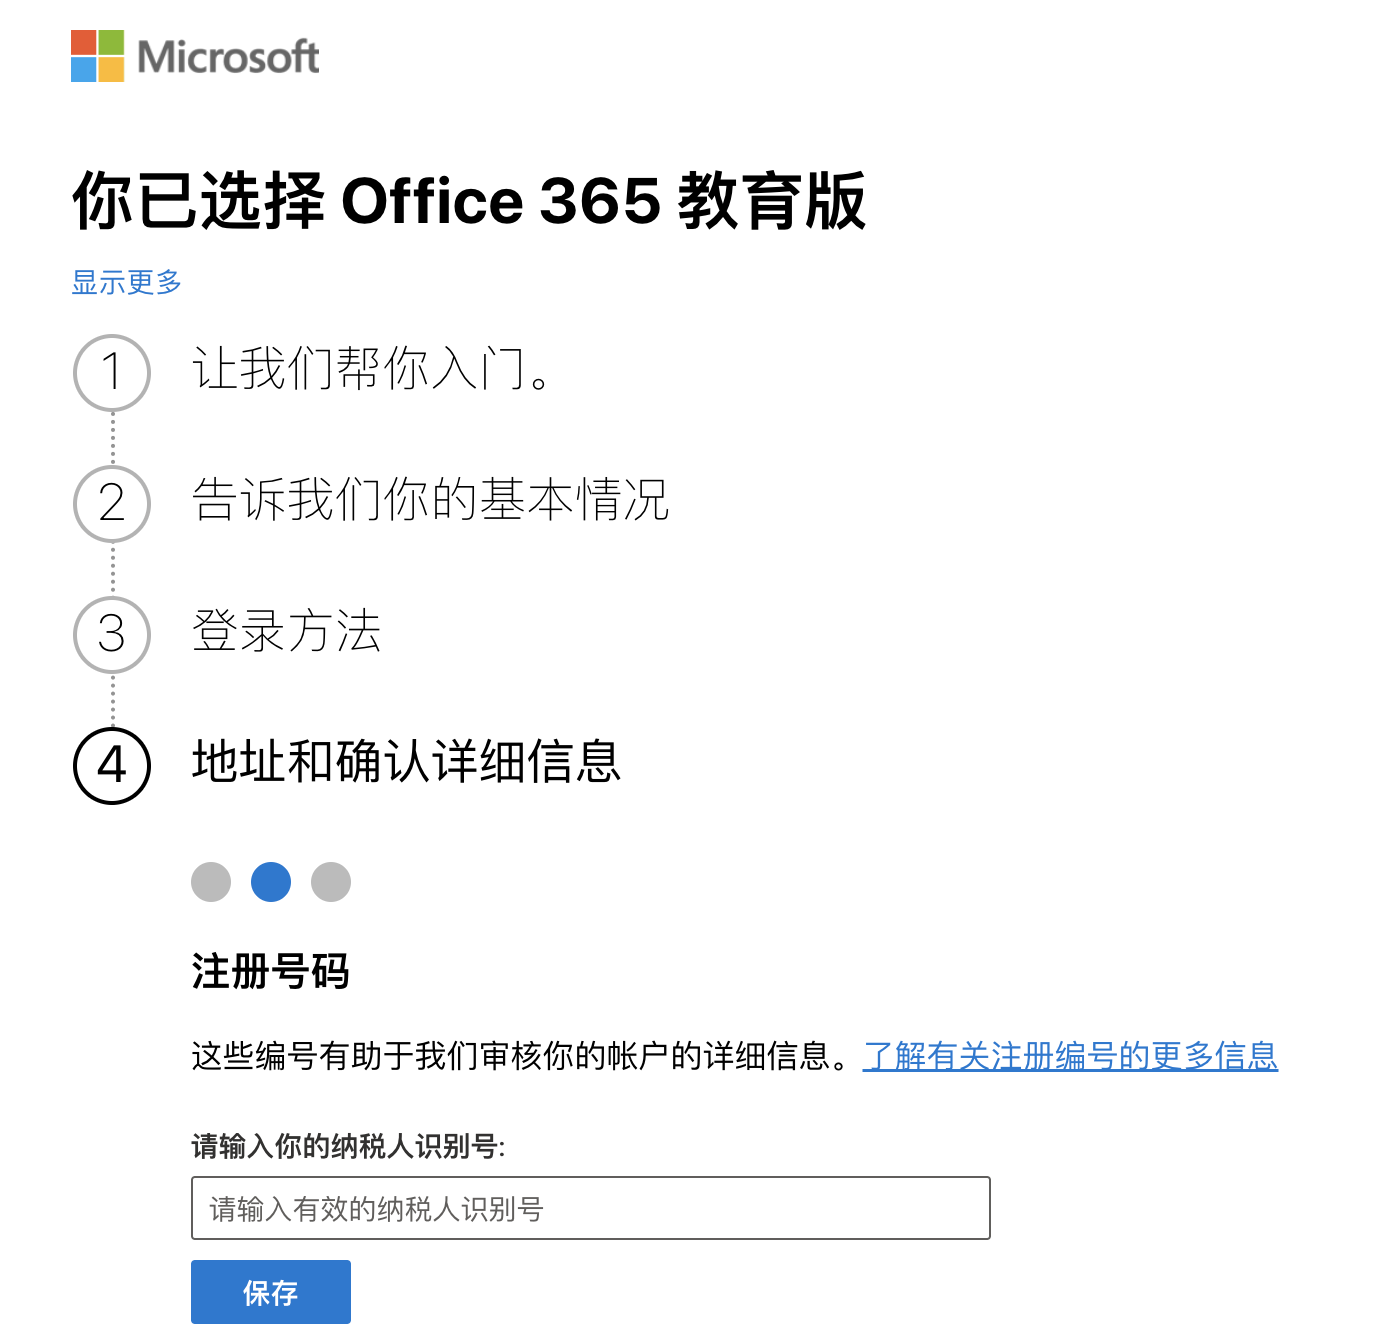 Microsoft
你已选择 Office 365 教育版
显示更多
1 让我们帮你入门。
2 告诉我们你的基本情况
3 登录方法
4 地址和确认详细信息
注册号码
这些编号有助于我们审核你的帐户的详细信息。了解有关注册编号的更多信息
请输入你的纳税人识别号:
请输入有效的纳税人识别号
保存